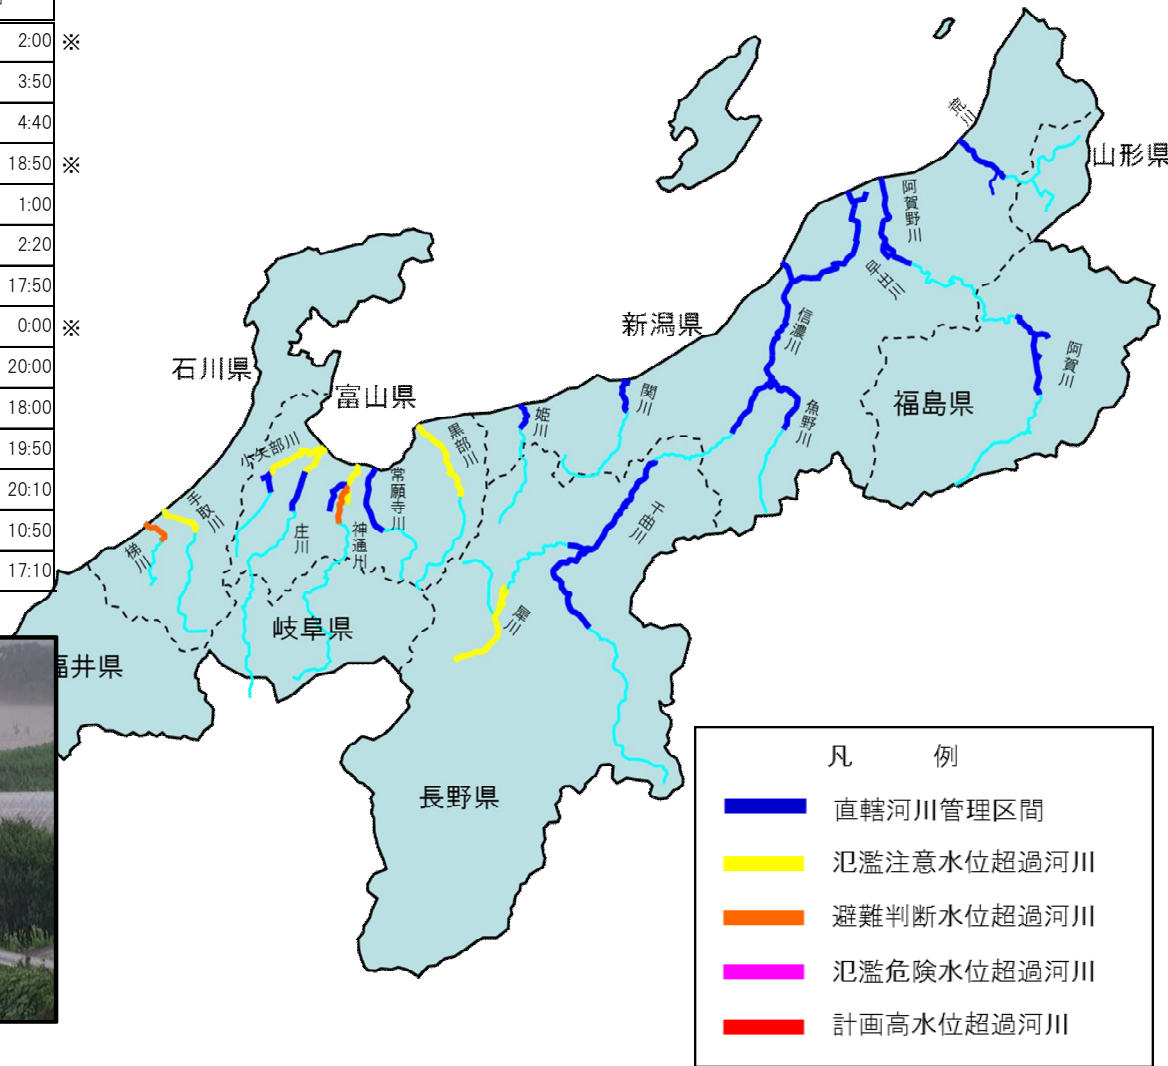 2:00 ※
3:50
4:40
18:50 ※
1:00
2:20
17:50
0:00 ※
20:00
18:00
19:50
20:10
10:50
17:10
荒川
山形県
阿賀野川
早出川
新潟県
信濃川
石川県
富山県
阿賀川
福島県
関川
姫川
魚野川
黒部川
小矢部川
常願寺川
千曲川
手取川
庄川
神通川
梯川
犀川
岐阜県
福井県
長野県
凡 例
直轄河川管理区間
氾濫注意水位超過河川
避難判断水位超過河川
氾濫危険水位超過河川
計画高水位超過河川